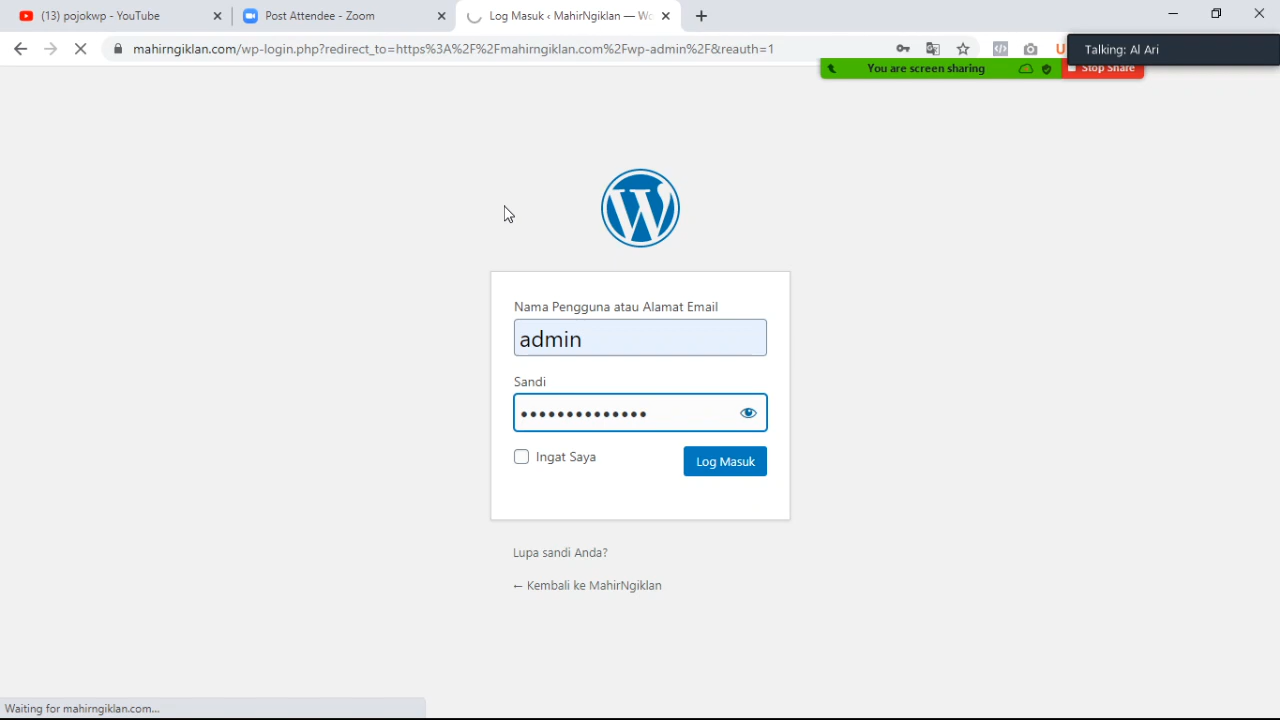 (13) pojokwp - YouTube
Post Attendee - Zoom
Log Masuk ‹ MahirNgiklan — Wo
mahirngiklan.com/wp-login.php?redirect_to=https%3A%2F%2Fmahirngiklan.com%2Fwp-admin%2F&reauth=1
Talking: Al Ari
You are screen sharing
Stop Share
Nama Pengguna atau Alamat Email
admin
Sandi
••••••••••••••
Ingat Saya
Log Masuk
Lupa sandi Anda?
← Kembali ke MahirNgiklan
Waiting for mahirngiklan.com...